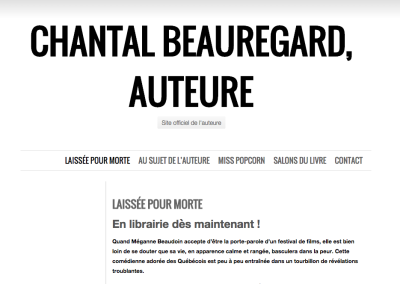 CHANTAL BEAUREGARD,
AUTEURE
Site officiel de l'auteure
LAISSÉE POUR MORTE AU SUJET DE L'AUTEURE MISS POPCORN SALONS DU LIVRE CONTACT
LAISSÉE POUR MORTE
En librairie dès maintenant !
Quand Méganne Beaudoin accepte d'être la porte-parole d'un festival de films, elle est bien
loin de se douter que sa vie, en apparence calme et rangée, basculera dans la peur. Cette
comédienne adorée des Québécois est peu à peu entraînée dans un tourbillon de révélations
troublantes.